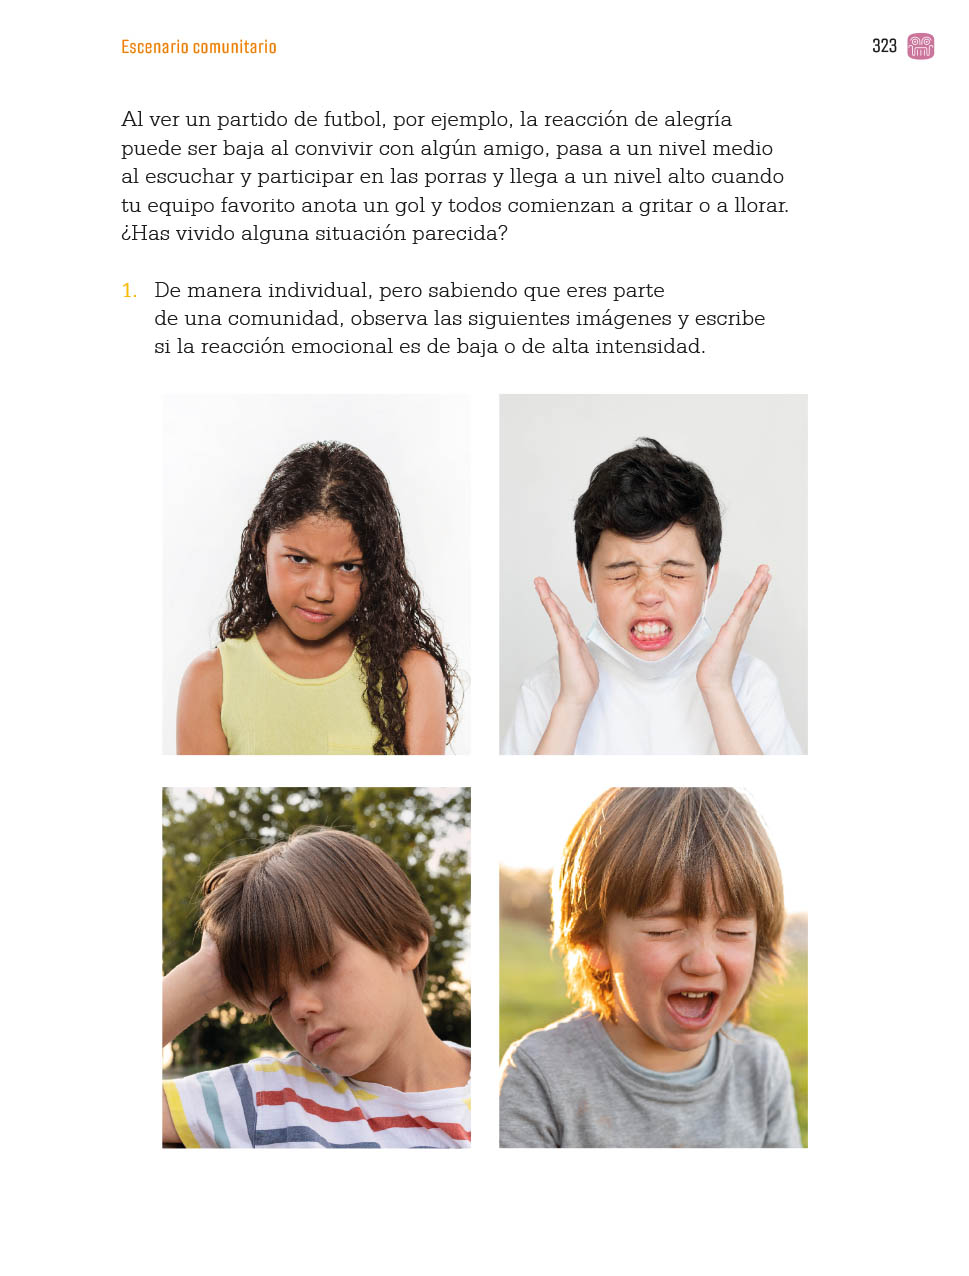 Escenario comunitario
323
Al ver un partido de futbol, por ejemplo, la reacción de alegría
puede ser baja al convivir con algún amigo, pasa a un nivel medio
al escuchar y participar en las porras y llega a un nivel alto cuando
tu equipo favorito anota un gol y todos comienzan a gritar o a llorar.
¿Has vivido alguna situación parecida?
1. De manera individual, pero sabiendo que eres parte
de una comunidad, observa las siguientes imágenes y escribe
si la reacción emocional es de baja o de alta intensidad.